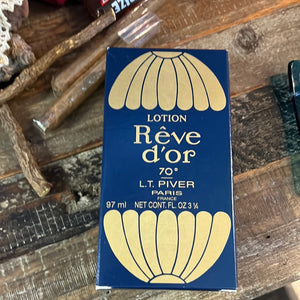 LOTION
Rêve
d'or
70°
L.T. PIVER
PARIS
FRANCE
97 ml NET CONT. FL. OZ 3 ¼